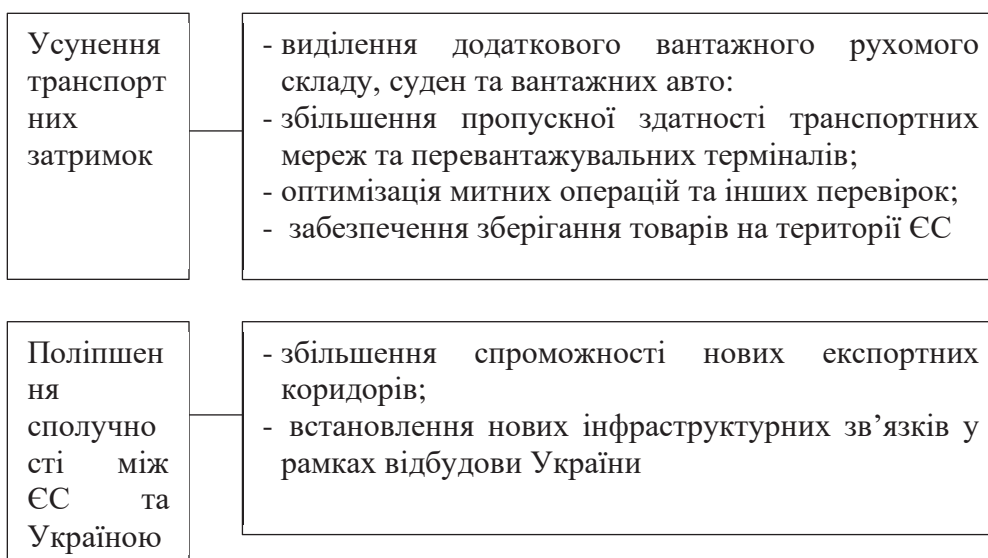 Усунення
транспорт
них
затримок
- виділення додаткового вантажного рухомого
складу, суден та вантажних авто:
- збільшення пропускної здатності транспортних
мереж та перевантажувальних терміналів;
- оптимізація митних операцій та інших перевірок;
- забезпечення зберігання товарів на території ЄС
Поліпшен
ня
сполучно
сті між
ЄС та
Україною
- збільшення спроможності нових експортних
коридорів;
- встановлення нових інфраструктурних зв’язків у
рамках відбудови України